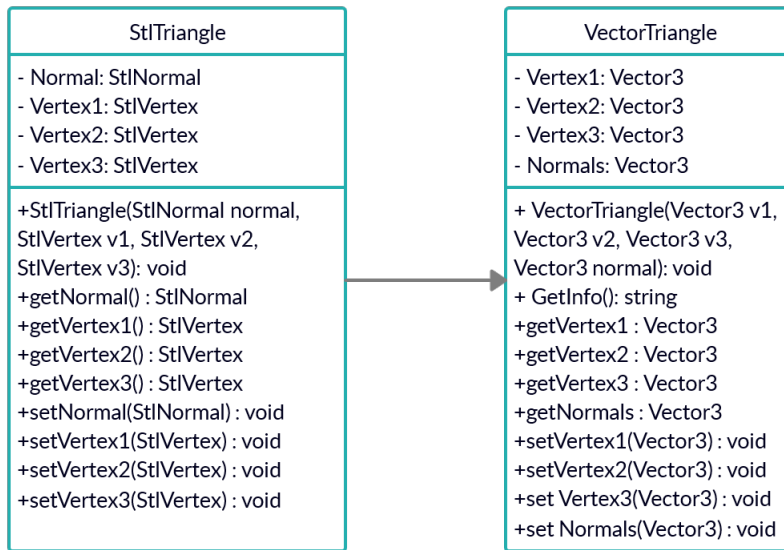 StlTriangle
- Normal: StlNormal
- Vertex1: StlVertex
- Vertex2: StlVertex
- Vertex3: StlVertex
+StlTriangle(StlNormal normal,
StlVertex v1, StlVertex v2,
StlVertex v3): void
+getNormal() : StlNormal
+getVertex1() : StlVertex
+getVertex2() : StlVertex
+getVertex3() : StlVertex
+setNormal(StlNormal) : void
+setVertex1(StlVertex) : void
+setVertex2(StlVertex) : void
+setVertex3(StlVertex) : void
VectorTriangle
- Vertex1: Vector3
- Vertex2: Vector3
- Vertex3: Vector3
- Normals: Vector3
+ VectorTriangle(Vector3 v1,
Vector3 v2, Vector3 v3,
Vector3 normal): void
+ GetInfo(): string
+getVertex1 : Vector3
+getVertex2 : Vector3
+getVertex3 : Vector3
+getNormals : Vector3
+setVertex1(Vector3) : void
+setVertex2(Vector3) : void
+set Vertex3(Vector3) : void
+set Normals(Vector3) : void